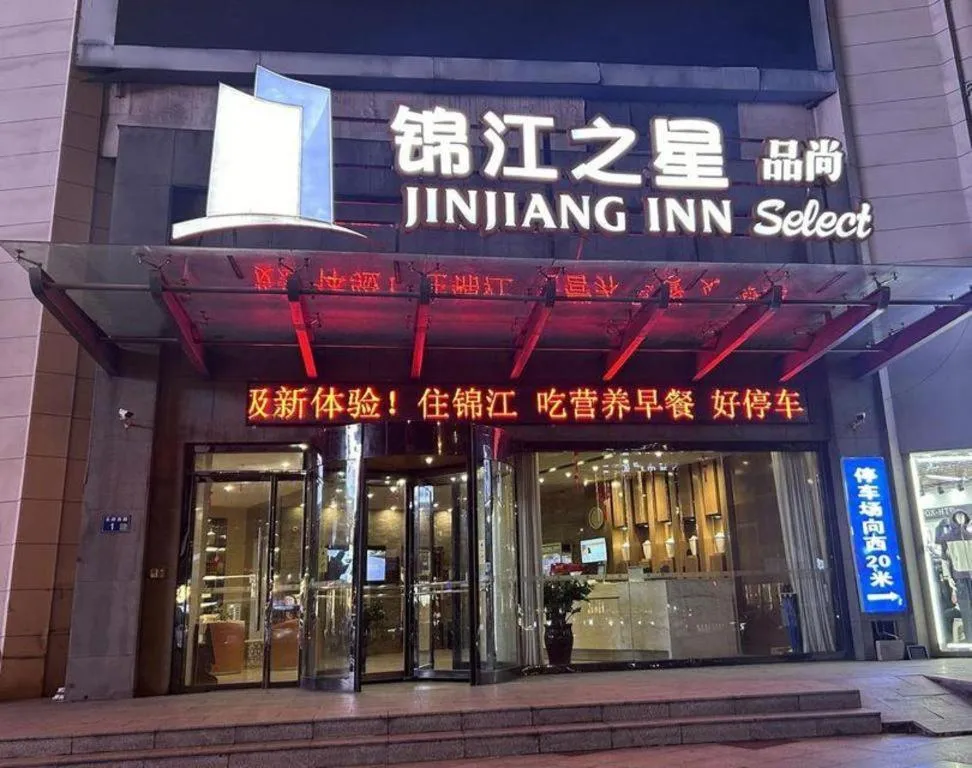 锦江之星 品尚
JINJIANG INN Select
及新体验！住锦江 吃营养早餐 好停车
停车场向西20米